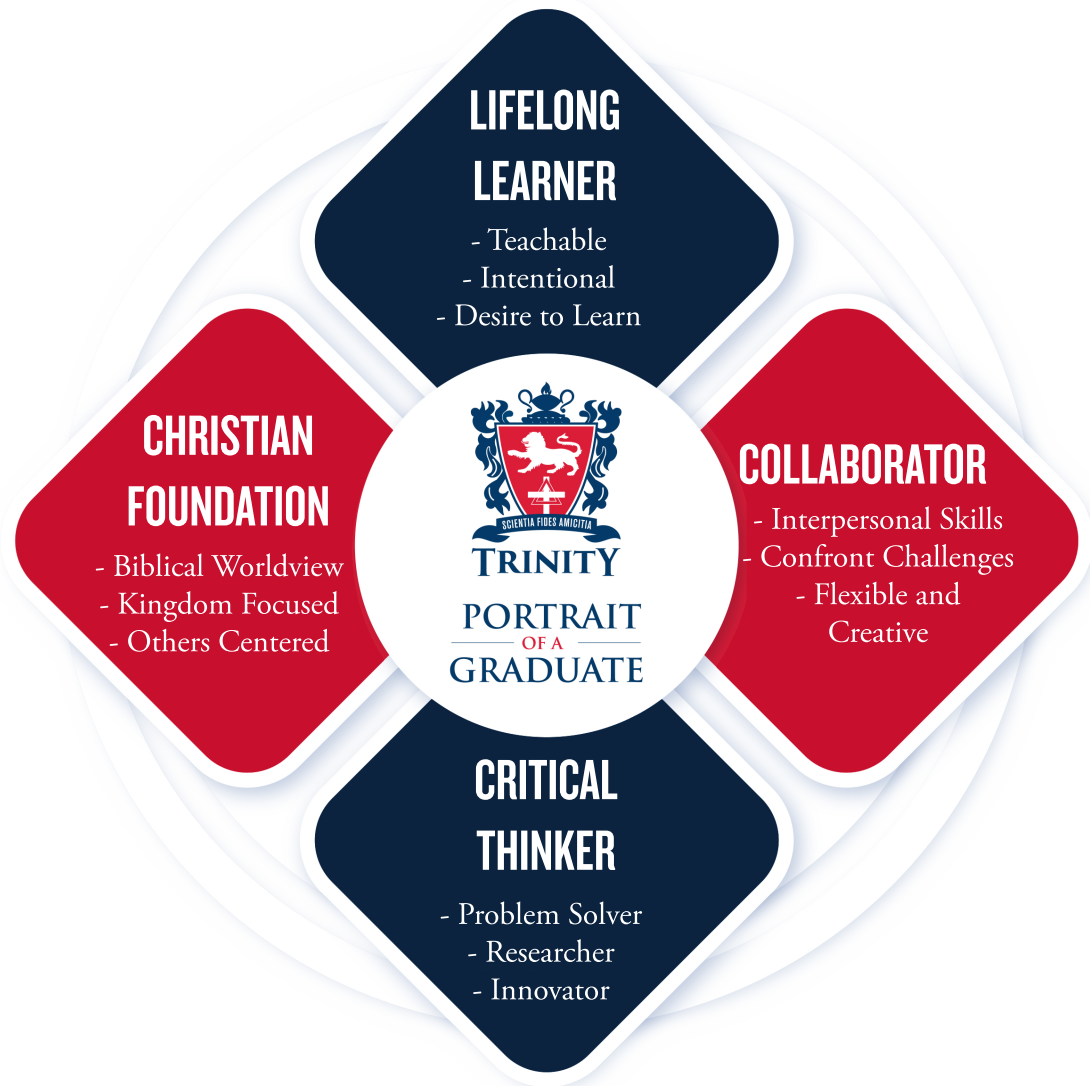 LIFELONG
LEARNER
- Teachable
- Intentional
- Desire to Learn
CHRISTIAN
FOUNDATION
- Biblical Worldview
- Kingdom Focused
- Others Centered
SCIENTIA FIDES AMICITIA
TRINITY
PORTRAIT
OF A
GRADUATE
COLLABORATOR
- Interpersonal Skills
- Confront Challenges
- Flexible and
Creative
CRITICAL
THINKER
- Problem Solver
- Researcher
- Innovator